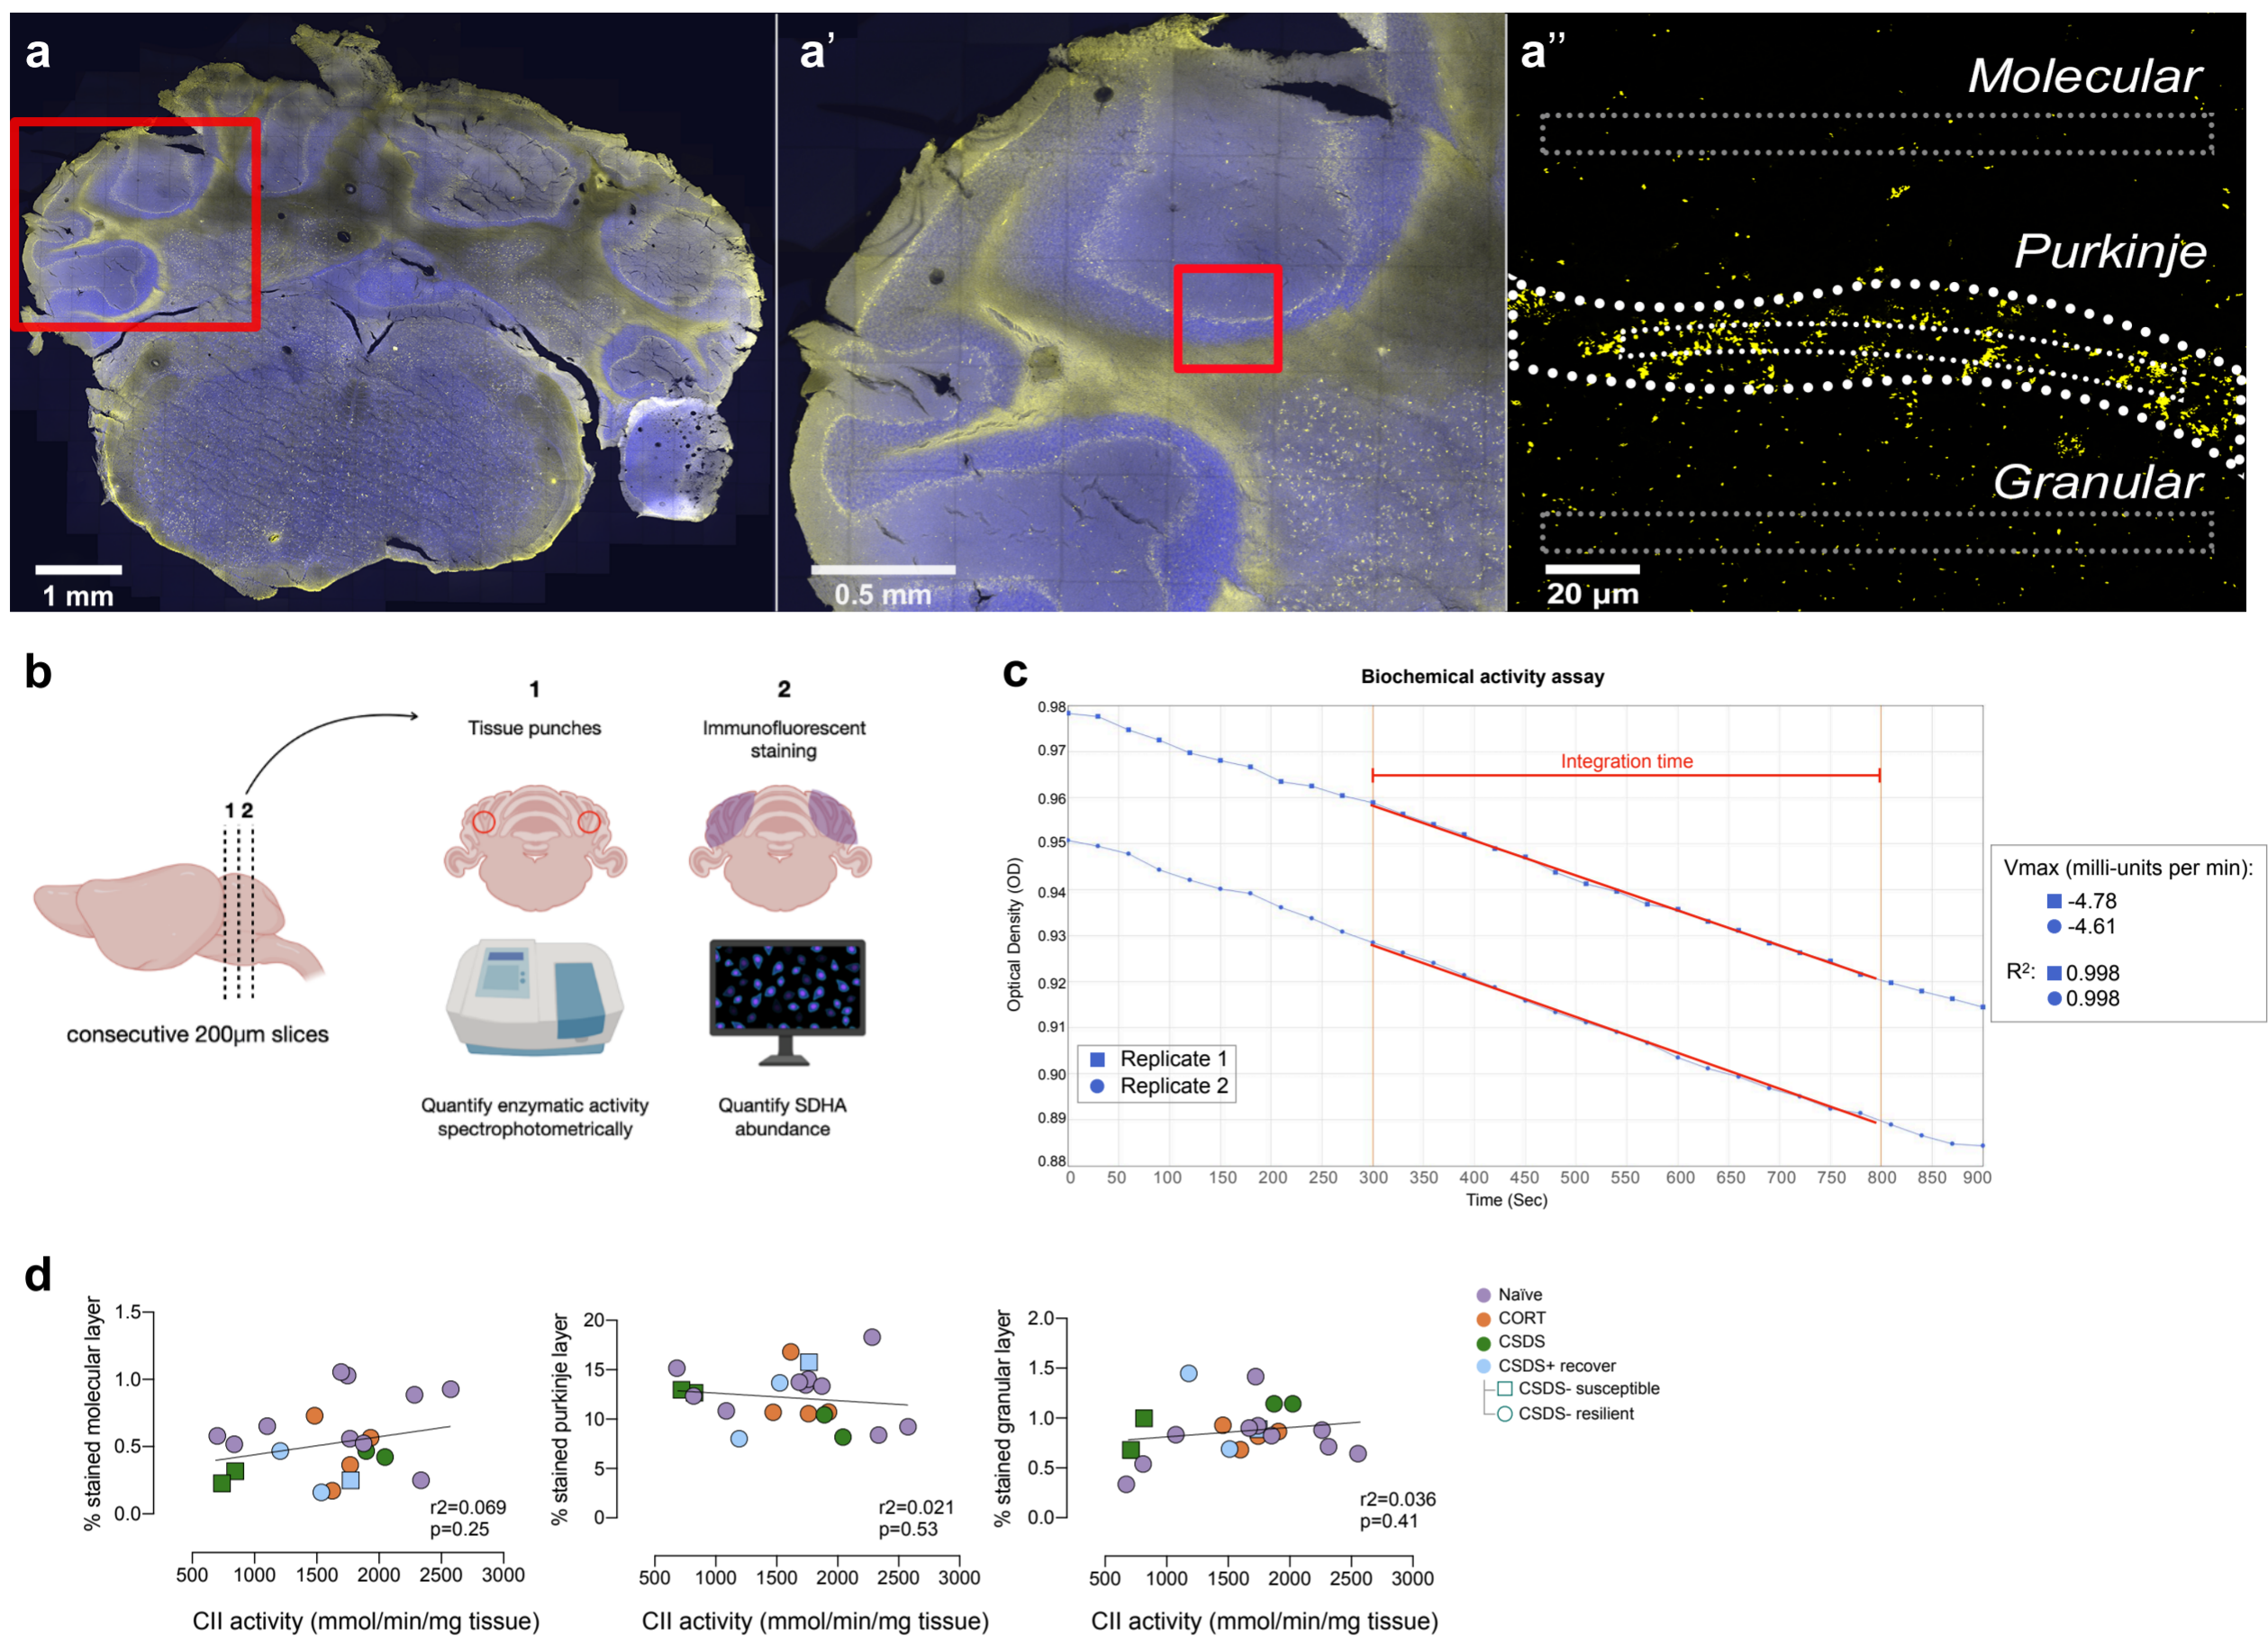 a
1 mm
a’
0.5 mm
a’’
Molecular
Purkinje
Granular
20 µm
b
1 2
consecutive 200µm slices
1
Tissue punches
Quantify enzymatic activity
spectrophotometrically
2
Immunofluorescent
staining
Quantify SDHA
abundance
c
Biochemical activity assay
Optical Density (OD)
0.98
0.97
0.96
0.95
0.94
0.93
0.92
0.91
0.90
0.89
0.88
Integration time
Replicate 1
Replicate 2
0 50 100 150 200 250 300 350 400 450 500 550 600 650 700 750 800 850 900
Time (Sec)
Vmax (milli-units per min):
-4.78
-4.61
R²: 0.998
0.998
d
% stained molecular layer
1.5
1.0
0.5
0.0
r2=0.069
p=0.25
500 1000 1500 2000 2500 3000
CII activity (mmol/min/mg tissue)
% stained purkinje layer
20
15
10
5
0
r2=0.021
p=0.53
500 1000 1500 2000 2500 3000
CII activity (mmol/min/mg tissue)
% stained granular layer
2.0
1.5
1.0
0.5
0.0
r2=0.036
p=0.41
500 1000 1500 2000 2500 3000
CII activity (mmol/min/mg tissue)
Naïve
CORT
CSDS
CSDS+ recover
CSDS- susceptible
CSDS- resilient